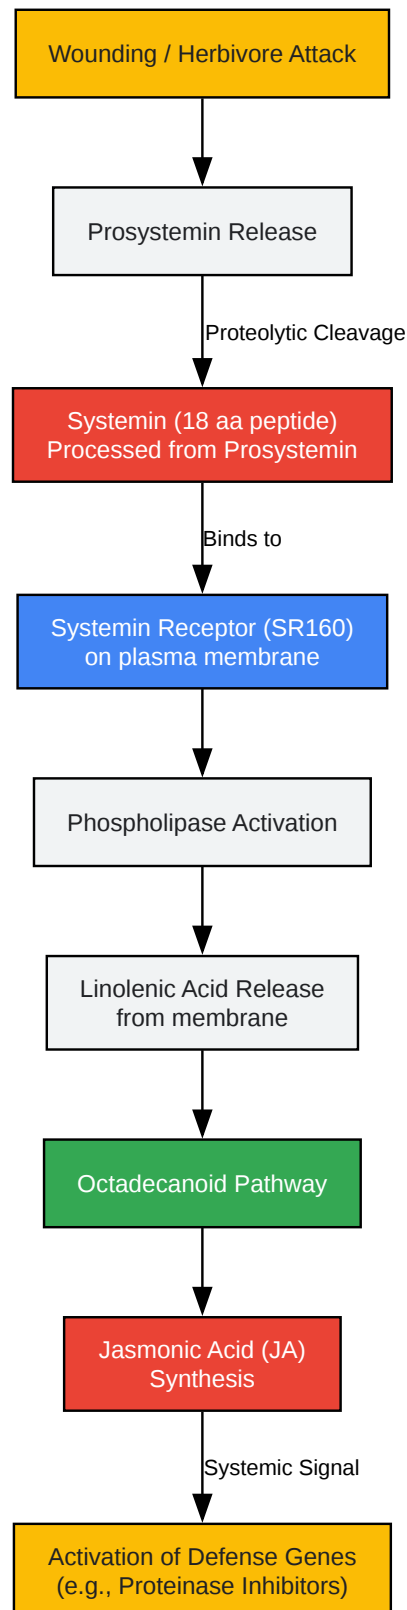 Wounding / Herbivore Attack
Prosystemin Release
Proteolytic Cleavage
Systemin (18 aa peptide)
Processed from Prosystemin
Binds to
Systemin Receptor (SR160)
on plasma membrane
Phospholipase Activation
Linolenic Acid Release
from membrane
Octadecanoid Pathway
Jasmonic Acid (JA)
Synthesis
Systemic Signal
Activation of Defense Genes
(e.g., Proteinase Inhibitors)